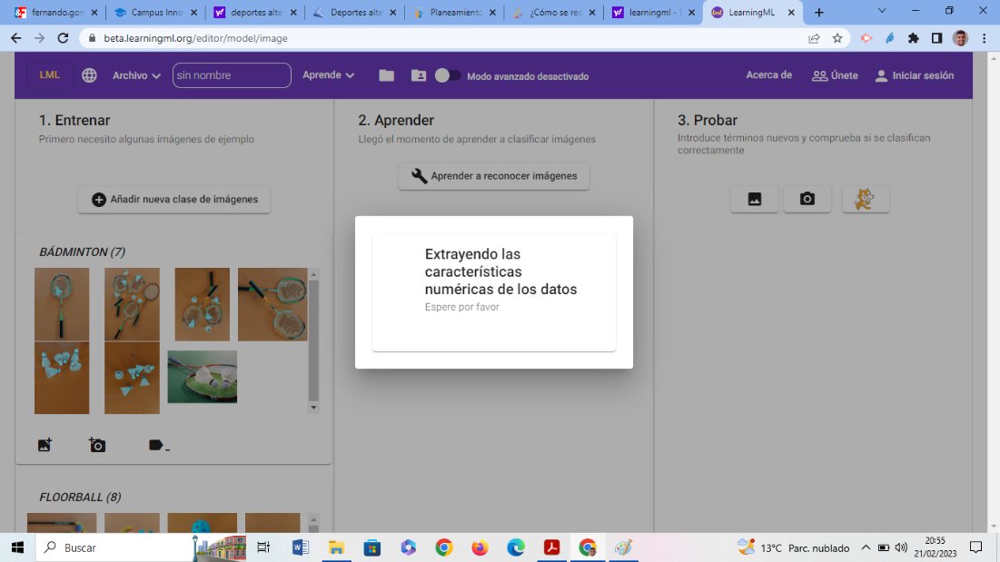 fernando.gom
Campus Inno
deportes alte
Deportes alte
Planeamiento
¿Cómo se re
learningml -
LearningML
beta.learningml.org/editor/model/image
LML
Archivo
sin nombre
Aprende
Modo avanzado desactivado
Acerca de
Únete
Iniciar sesión
1. Entrenar
Primero necesito algunas imágenes de ejemplo
Añadir nueva clase de imágenes
BÁDMINTON (7)
FLOORBALL (8)
2. Aprender
Llegó el momento de aprender a clasificar imágenes
Aprender a reconocer imágenes
3. Probar
Introduce términos nuevos y comprueba si se clasifican
correctamente
Extrayendo las
características
numéricas de los datos
Espere por favor
Buscar
13°C Parc. nublado
20:55
21/02/2023